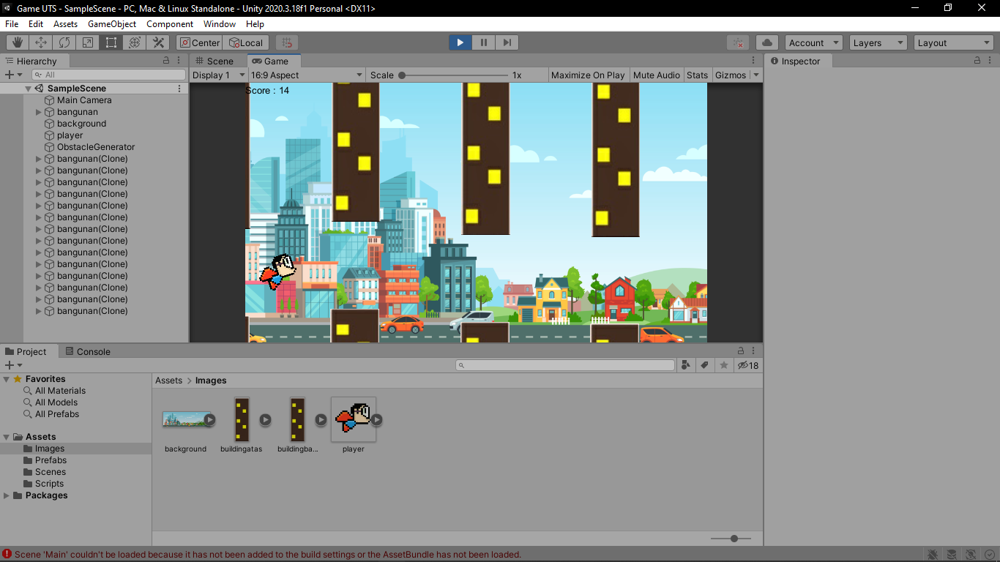 Game UTS - SampleScene - PC, Mac & Linux Standalone - Unity 2020.3.18f1 Personal <DX11>
File Edit Assets GameObject Component Window Help
Center Local Account Layers Layout
Hierarchy Scene Game Inspector
All Display 1 16:9 Aspect Scale 1x Maximize On Play Mute Audio Stats Gizmos
SampleScene
Score : 14
Main Camera
bangunan
background
player
ObstacleGenerator
bangunan(Clone)
bangunan(Clone)
bangunan(Clone)
bangunan(Clone)
bangunan(Clone)
bangunan(Clone)
bangunan(Clone)
bangunan(Clone)
bangunan(Clone)
bangunan(Clone)
bangunan(Clone)
bangunan(Clone)
bangunan(Clone)
bangunan(Clone)
Project Console
18
Favorites
All Materials
All Models
All Prefabs
Assets
Images
Prefabs
Scenes
Scripts
Packages
Assets > Images
background buildingatas buildingba... player
Scene 'Main' couldn't be loaded because it has not been added to the build settings or the AssetBundle has not been loaded.